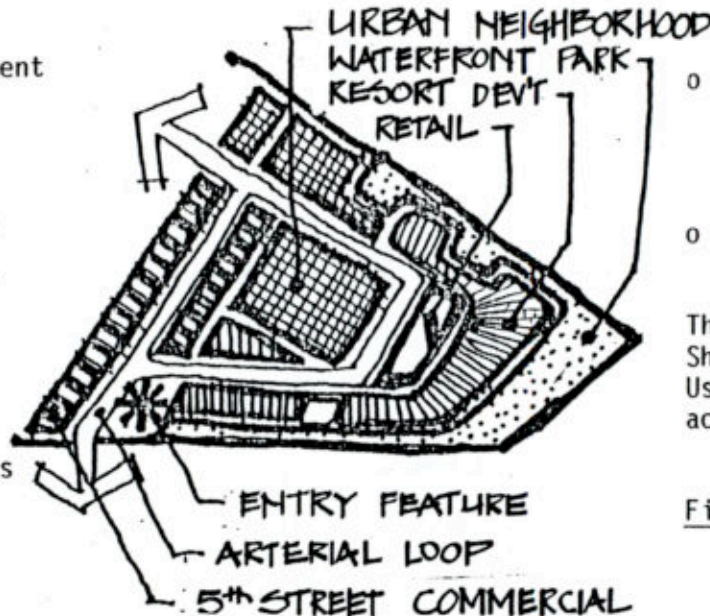 URBAN NEIGHBORHOOD
WATERFRONT PARK
RESORT DEV'T
RETAIL
ent
o
o
Th
Sh
Us
ac
s
Fi
ENTRY FEATURE
ARTERIAL LOOP
5th STREET COMMERCIAL